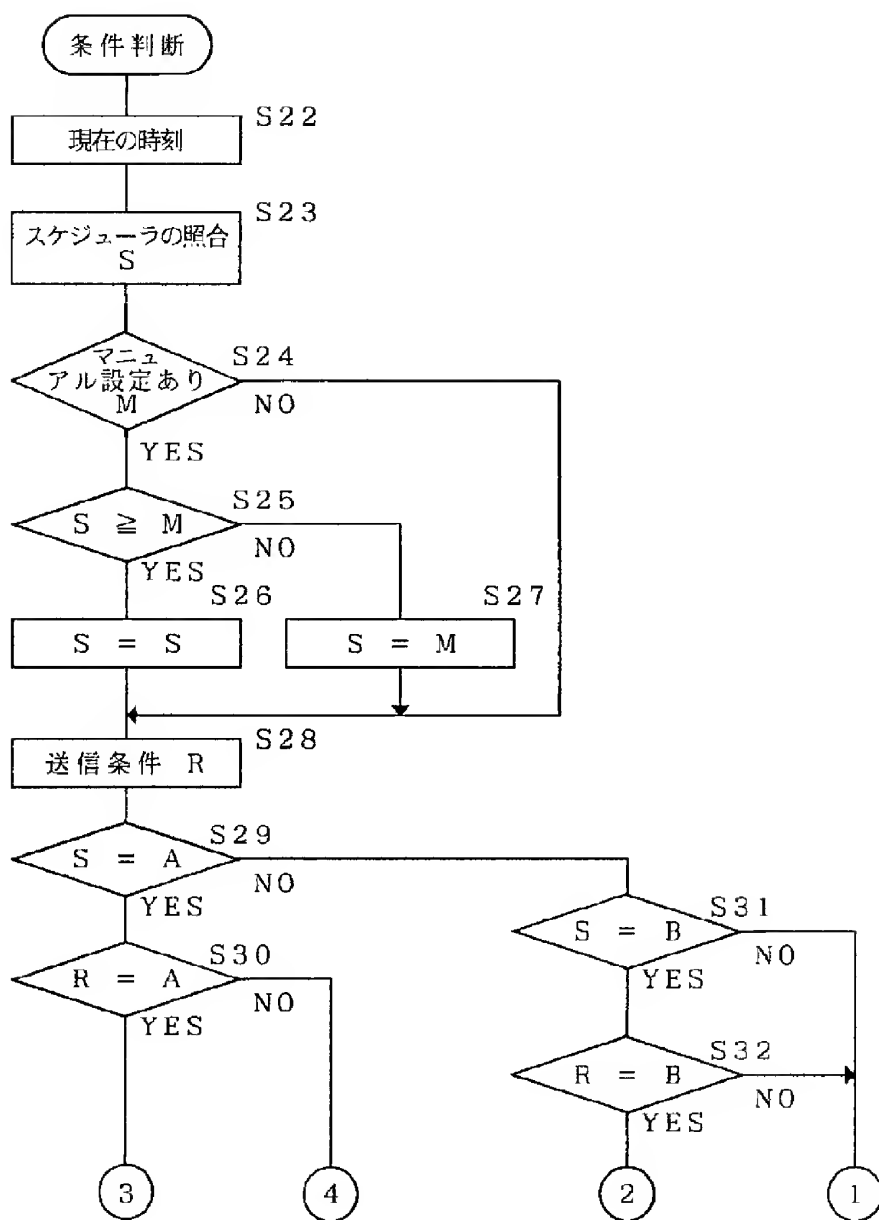 条件判断
S22
現在の時刻
S23
スケジューラの照合
S
S24
マニュ
アル設定あり
M
NO
YES
S25
S ≧ M
NO
YES
S26
S27
S = S
S = M
S28
送信条件 R
S29
S = A
NO
YES
S31
S = B
NO
YES
S30
R = A
NO
YES
S32
R = B
NO
YES
3
4
2
1